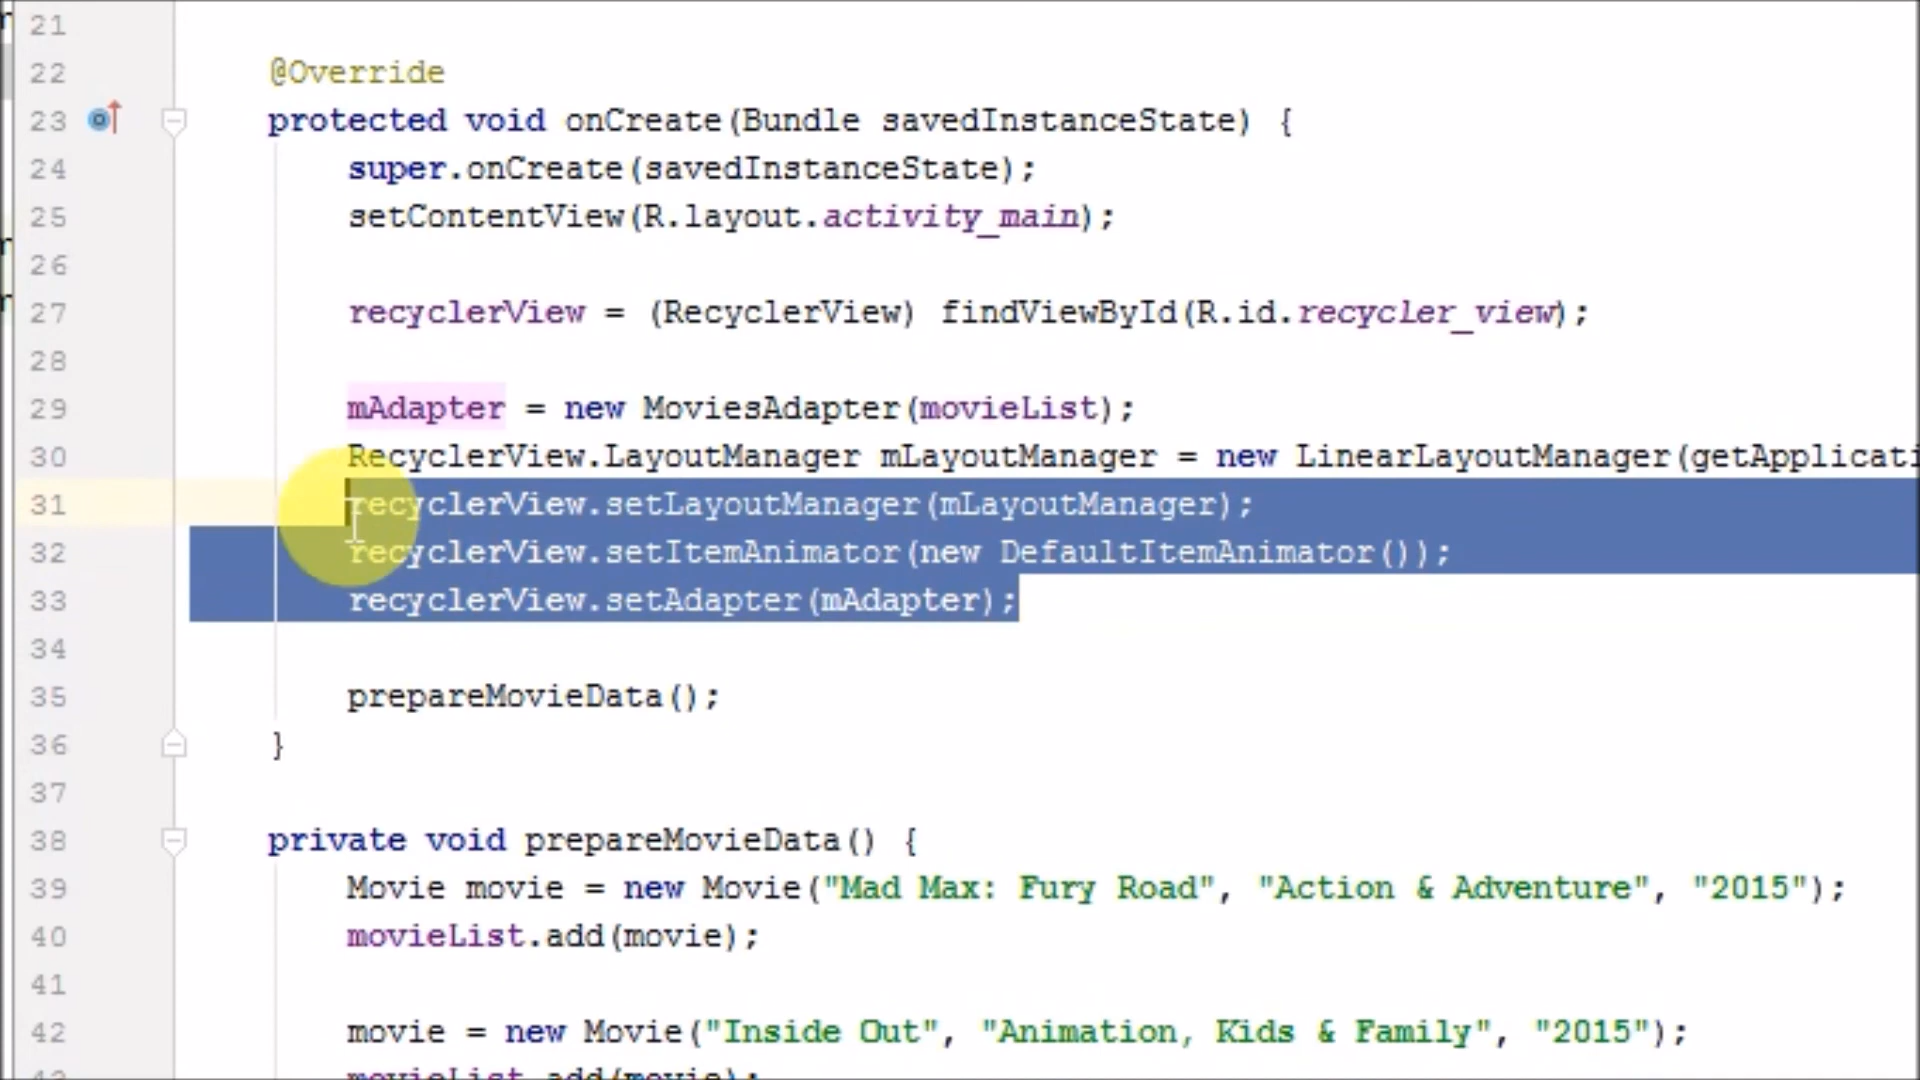 21
22 @Override
23 protected void onCreate(Bundle savedInstanceState) {
24 super.onCreate(savedInstanceState);
25 setContentView(R.layout.activity_main);
26
27 recyclerView = (RecyclerView) findViewById(R.id.recycler_view);
28
29 mAdapter = new MoviesAdapter(movieList);
30 RecyclerView.LayoutManager mLayoutManager = new LinearLayoutManager(getApplicati
31 recyclerView.setLayoutManager(mLayoutManager);
32 recyclerView.setItemAnimator(new DefaultItemAnimator());
33 recyclerView.setAdapter(mAdapter);
34
35 prepareMovieData();
36 }
37
38 private void prepareMovieData() {
39 Movie movie = new Movie("Mad Max: Fury Road", "Action & Adventure", "2015");
40 movieList.add(movie);
41
42 movie = new Movie("Inside Out", "Animation, Kids & Family", "2015");
43 movieList.add(movie);